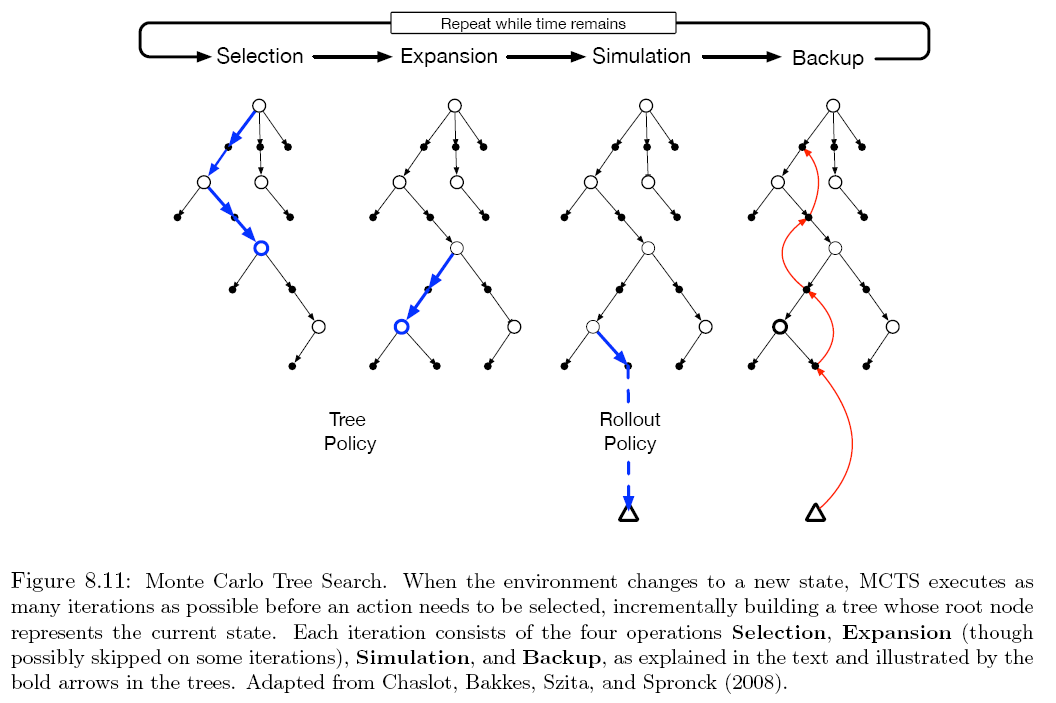 Repeat while time remains
Selection Expansion Simulation Backup
Tree
Policy
Rollout
Policy
Figure 8.11: Monte Carlo Tree Search. When the environment changes to a new state, MCTS executes as
many iterations as possible before an action needs to be selected, incrementally building a tree whose root node
represents the current state. Each iteration consists of the four operations Selection, Expansion (though
possibly skipped on some iterations), Simulation, and Backup, as explained in the text and illustrated by the
bold arrows in the trees. Adapted from Chaslot, Bakkes, Szita, and Spronck (2008).